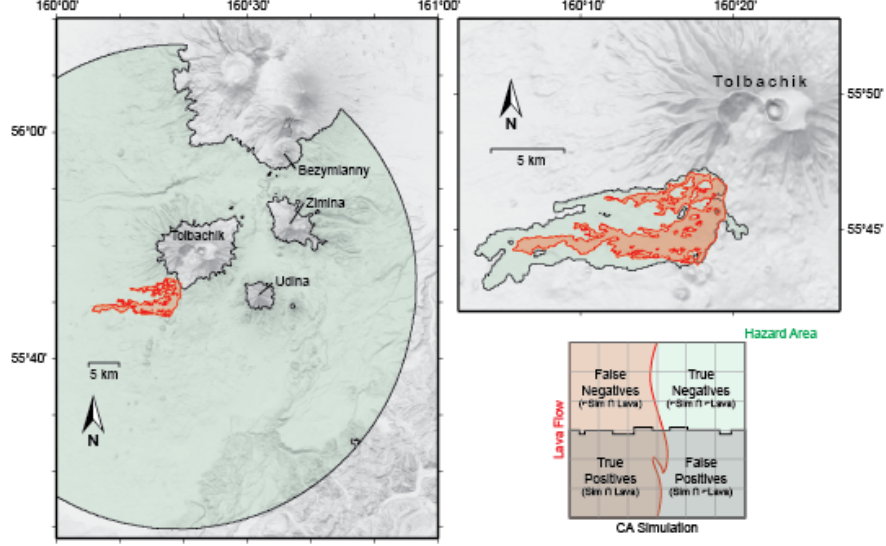 160°00'
160°30'
161°00'
56°00'
Bezymianny
Zimina
Tolbachik
Udina
55°40'
5 km
N
160°10'
160°20'
Tolbachik
55°50'
N
5 km
55°45'
Hazard Area
False
Negatives
(⌐Sim ∩ Lava)
True
Negatives
(⌐Sim ∩ ⌐Lava)
Lava Flow
True
Positives
(Sim ∩ Lava)
False
Positives
(Sim ∩ ⌐Lava)
CA Simulation